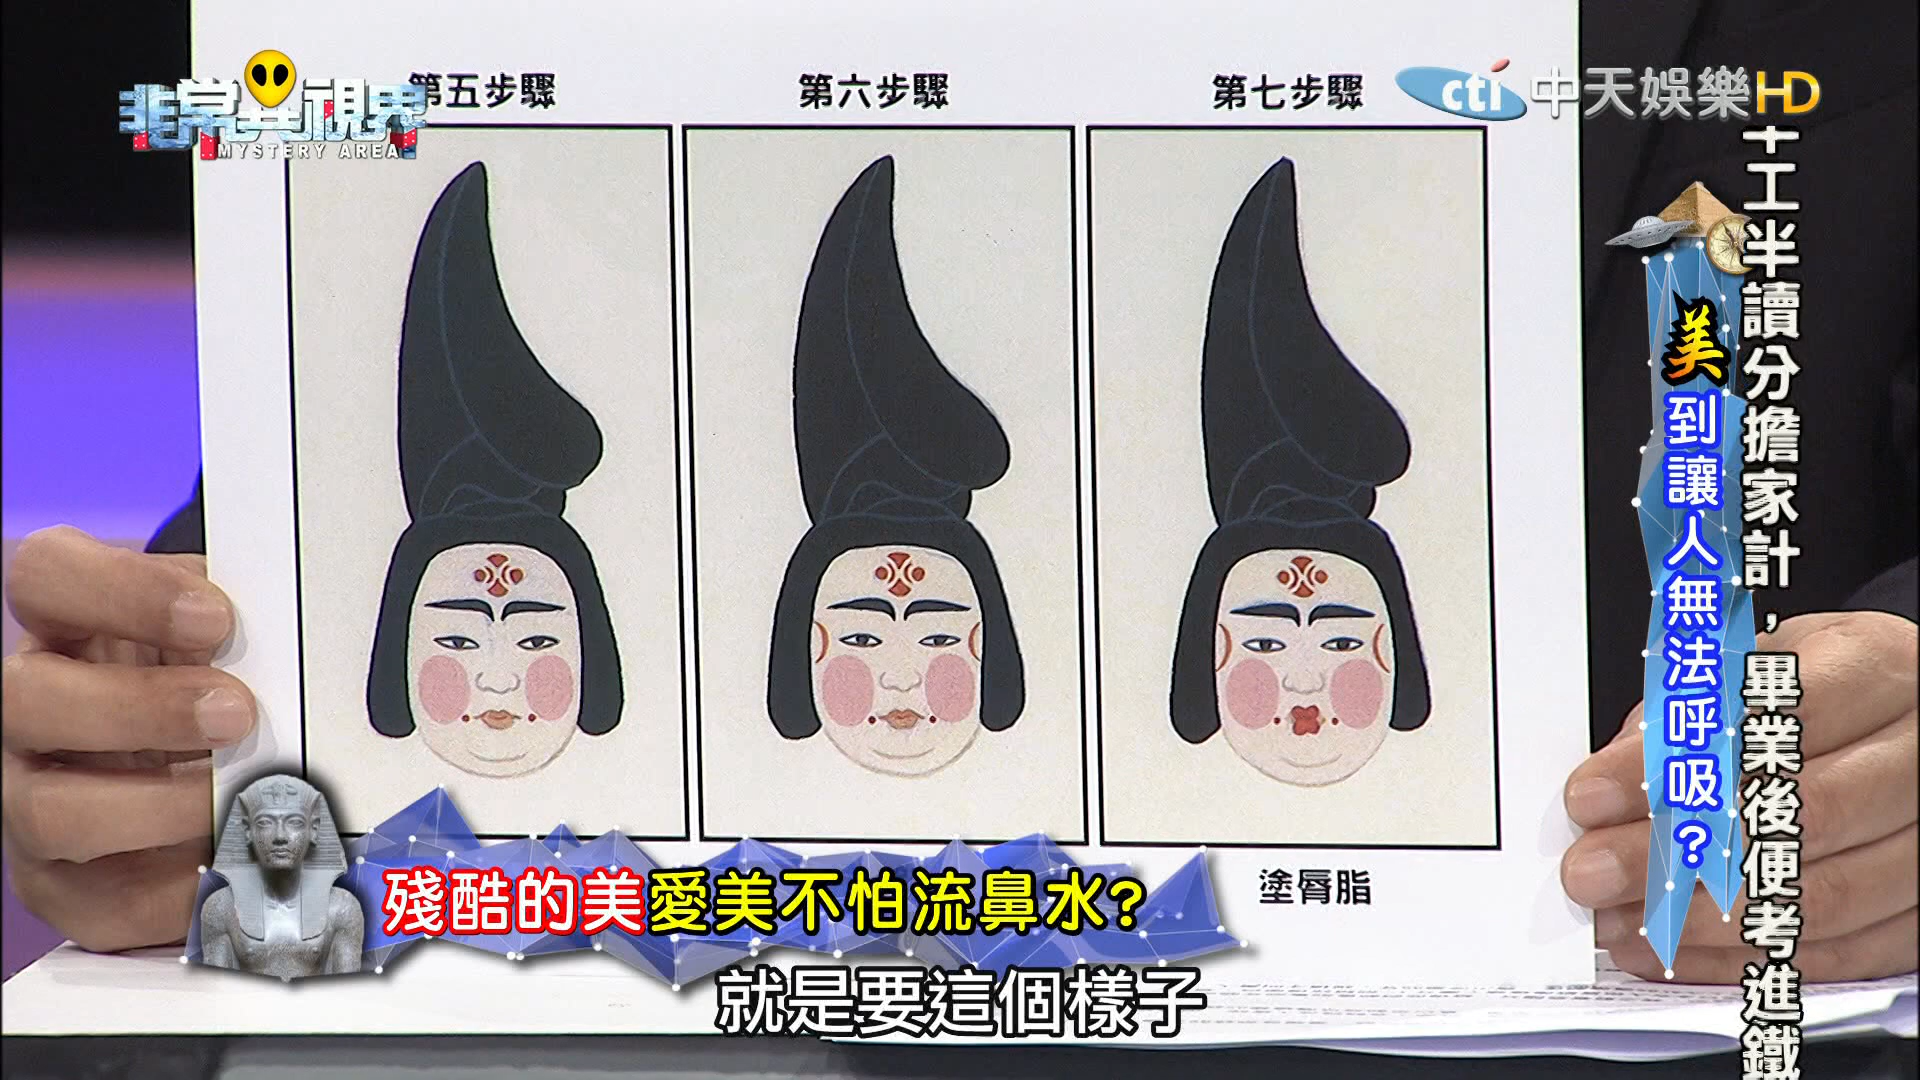 非常異視界
MYSTERY AREA
第五步驟
第六步驟
第七步驟
cti 中天娛樂HD
塗唇脂
美到讓人無法呼吸?
半工半讀分擔家計，畢業後便考進鐵
殘酷的美愛美不怕流鼻水?
就是要這個樣子